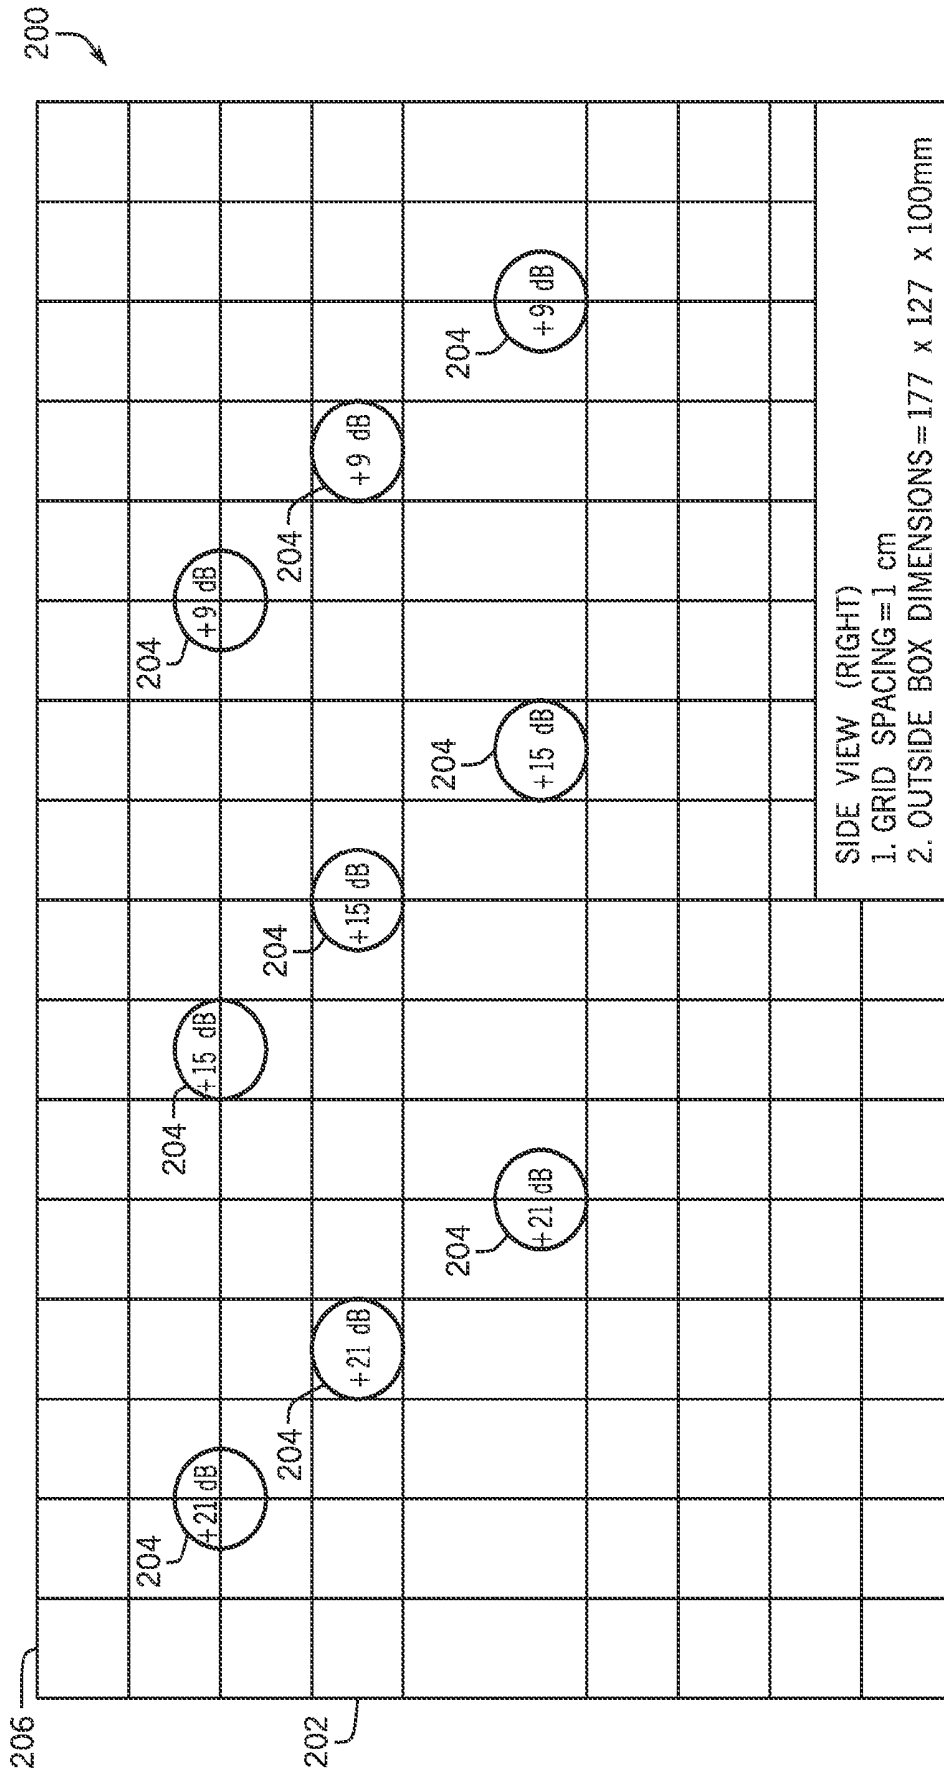 206
200
204
204
204
+21 dB
+15 dB
+9 dB
204
204
204
202
+21 dB
+15 dB
+9 dB
204
204
204
+21 dB
+15 dB
+9 dB
SIDE VIEW (RIGHT)
1. GRID SPACING=1 cm
2. OUTSIDE BOX DIMENSIONS=177 x 127 x 100mm